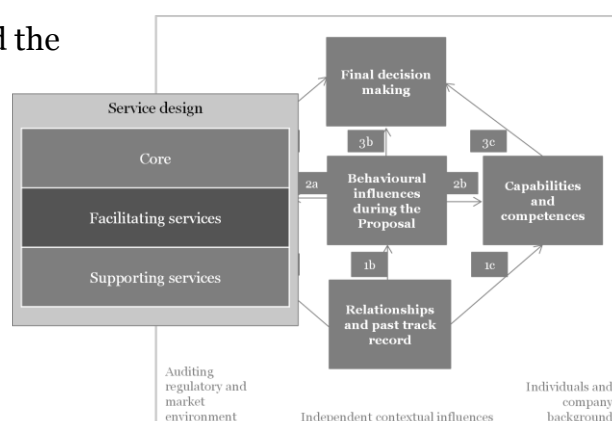 d the
Final decision
making
Service design
Core
Facilitating services
Supporting services
3b
3c
2a
Behavioural
influences
during the
Proposal
2b
Capabilities
and
competences
1b
1c
Relationships
and past track
record
Auditing
regulatory and
market
environment
Independent contextual influences
Individuals and
company
background